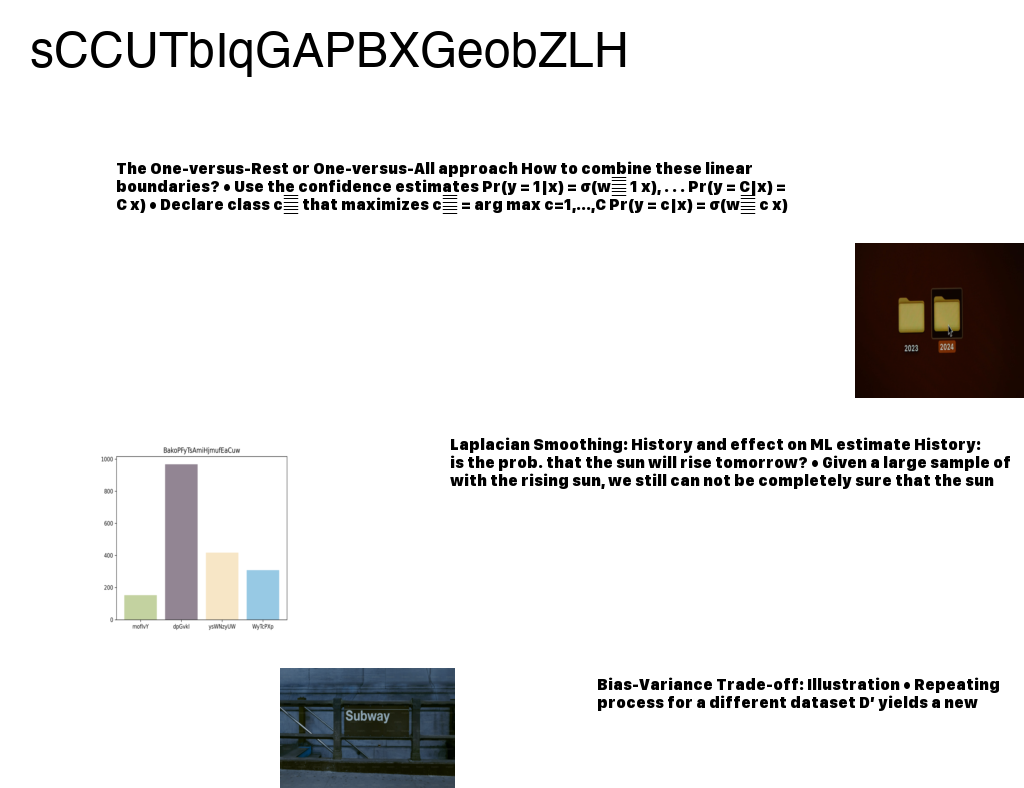 sCCUTbIqGAPBXGeobZLH
The One-versus-Rest or One-versus-All approach How to combine these linear
boundaries? • Use the confidence estimates Pr(y = 1|x) = σ(w 1 x), . . . Pr(y = C|x) =
C x) • Declare class c that maximizes c = arg max c=1,...,C Pr(y = c|x) = σ(w c x)
2023
2024
Laplacian Smoothing: History and effect on ML estimate History:
is the prob. that the sun will rise tomorrow? • Given a large sample of
with the rising sun, we still can not be completely sure that the sun
BakoPFyTsAmiHjmufEaCuw
1000
800
600
400
200
0
moflvY dpGvkl ysWNzyUW WyTcPXp
Subway
Bias-Variance Trade-off: Illustration • Repeating
process for a different dataset D′ yields a new